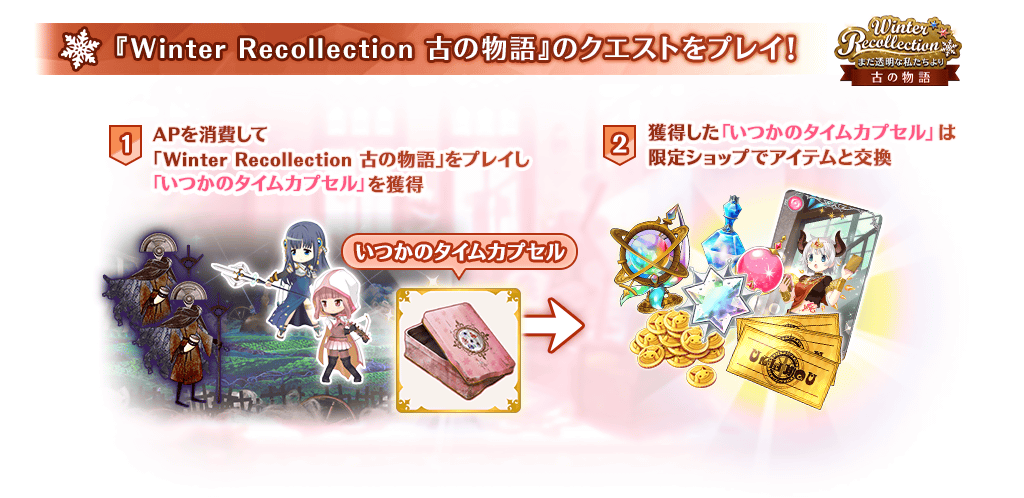 『Winter Recollection 古の物語』のクエストをプレイ!
Winter
Recollection
まだ透明な私たちより
古の物語
1
APを消費して
「Winter Recollection 古の物語」をプレイし
「いつかのタイムカプセル」を獲得
2
獲得した「いつかのタイムカプセル」は
限定ショップでアイテムと交換
いつかのタイムカプセル